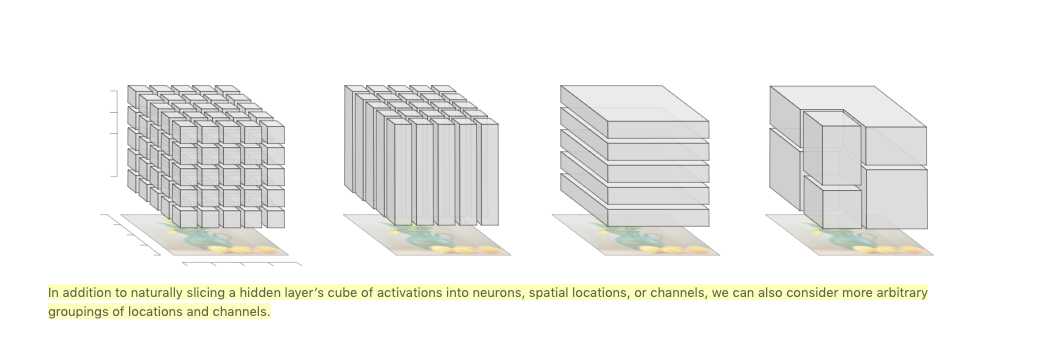 In addition to naturally slicing a hidden layer’s cube of activations into neurons, spatial locations, or channels, we can also consider more arbitrary
groupings of locations and channels.